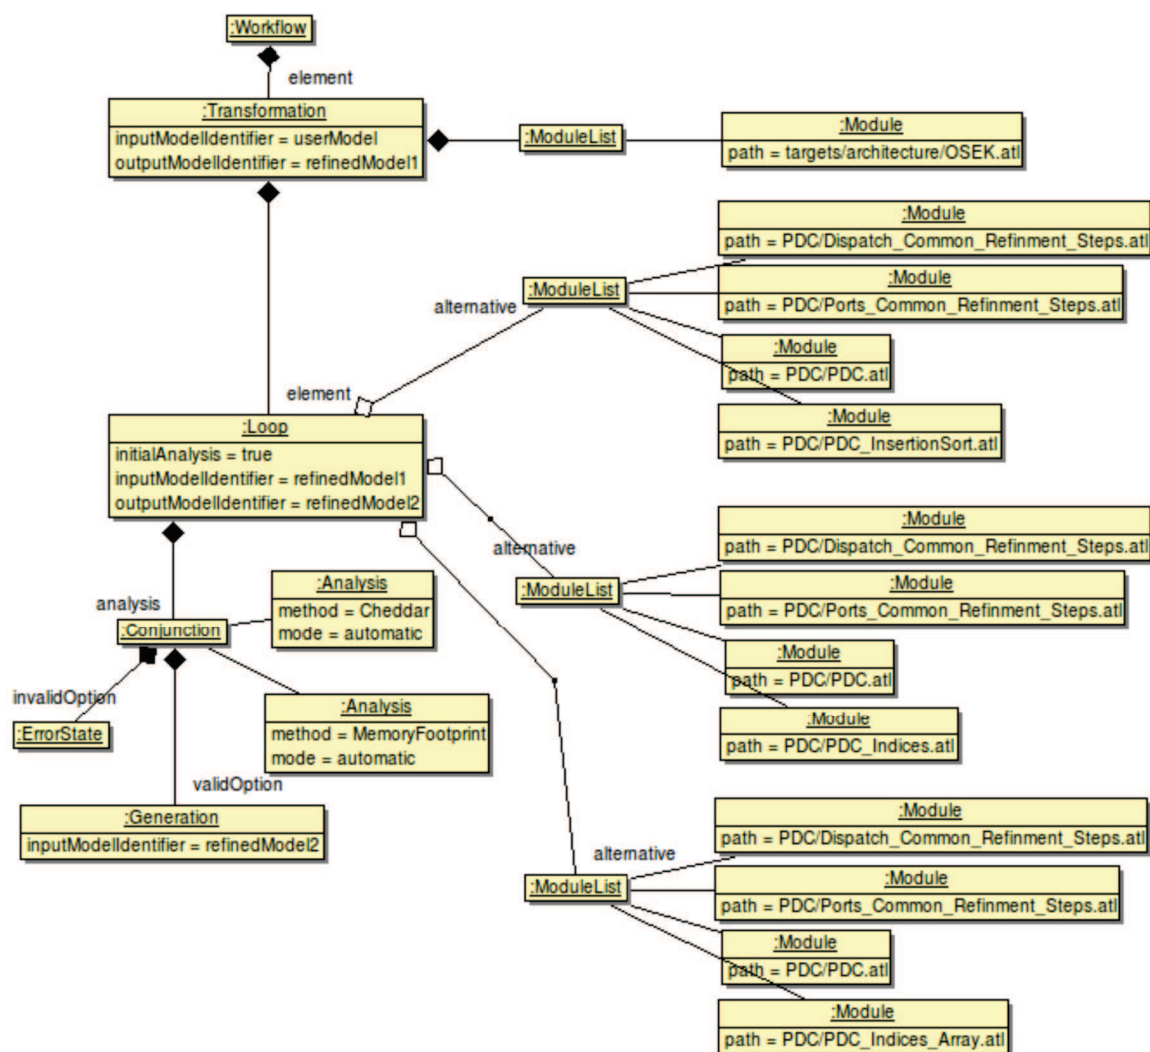 :Workflow
element
:Transformation
inputModelIdentifier = userModel
outputModelIdentifier = refinedModel1
:ModuleList
:Module
path = targets/architecture/OSEK.atl
:Module
path = PDC/Dispatch_Common_Refinment_Steps.atl
:ModuleList
alternative
:Module
path = PDC/Ports_Common_Refinment_Steps.atl
:Module
path = PDC/PDC.atl
:Module
path = PDC/PDC_InsertionSort.atl
element
:Loop
initialAnalysis = true
inputModelIdentifier = refinedModel1
outputModelIdentifier = refinedModel2
alternative
:ModuleList
:Module
path = PDC/Dispatch_Common_Refinment_Steps.atl
:Module
path = PDC/Ports_Common_Refinment_Steps.atl
:Module
path = PDC/PDC.atl
:Module
path = PDC/PDC_Indices.atl
analysis
:Conjunction
:Analysis
method = Cheddar
mode = automatic
invalidOption
:ErrorState
:Analysis
method = MemoryFootprint
mode = automatic
validOption
:Generation
inputModelIdentifier = refinedModel2
alternative
:ModuleList
:Module
path = PDC/Dispatch_Common_Refinment_Steps.atl
:Module
path = PDC/Ports_Common_Refinment_Steps.atl
:Module
path = PDC/PDC.atl
:Module
path = PDC/PDC_Indices_Array.atl